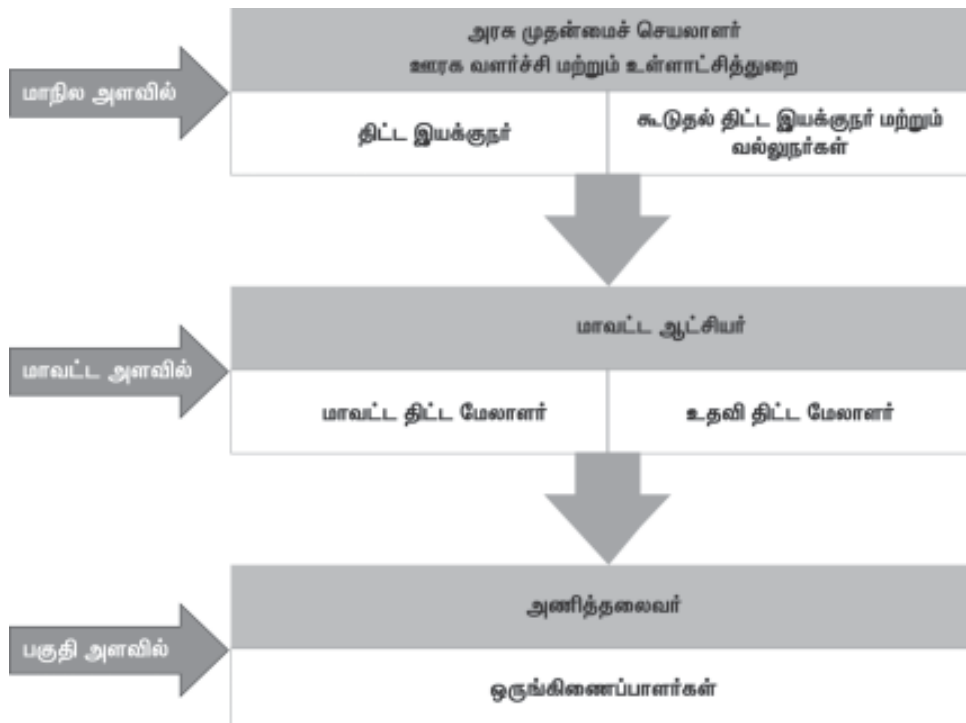 அரசு முதன்மைச் செயலாளர்
ஊரக வளர்ச்சி மற்றும் உள்ளாட்சித்துறை
மாநில அளவில்
திட்ட இயக்குநர்
கூடுதல் திட்ட இயக்குநர் மற்றும்
வல்லுநர்கள்
மாவட்ட ஆட்சியர்
மாவட்ட அளவில்
மாவட்ட திட்ட மேலாளர்
உதவி திட்ட மேலாளர்
அணித்தலைவர்
பகுதி அளவில்
ஒருங்கிணைப்பாளர்கள்